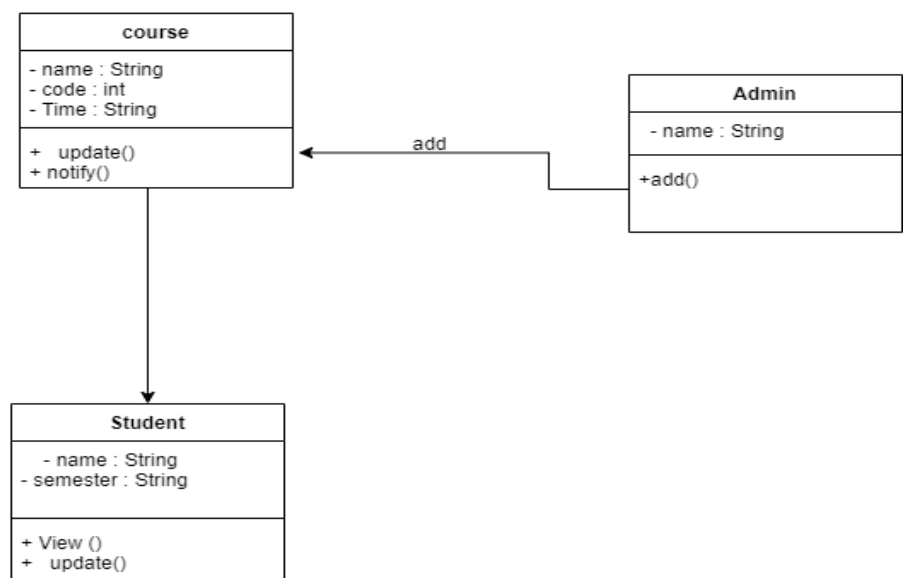 course
- name : String
- code : int
- Time : String
+ update()
+ notify()
add
Admin
- name : String
+add()
Student
- name : String
- semester : String
+ View ()
+ update()